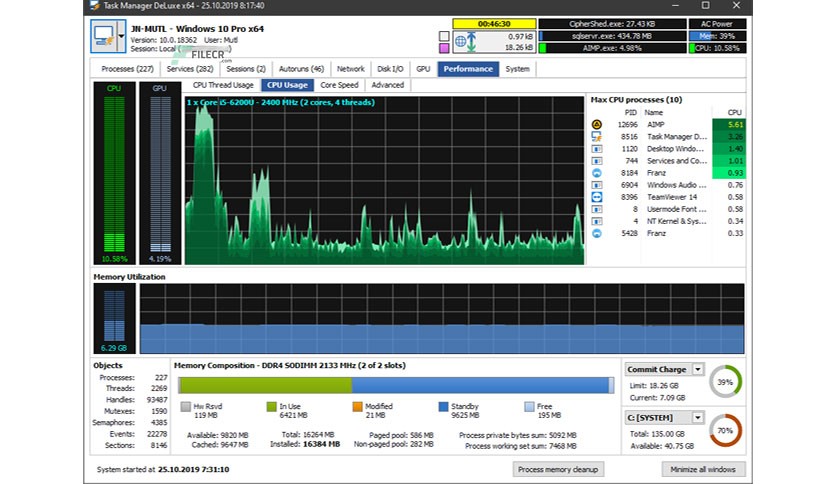 Task Manager DeLuxe x64 - 25.10.2019 8:17:40
JN-MUTL - Windows 10 Pro x64
Version: 10.0.18362 User: Mutl
Session: Local
FILECR
.com
00:46:30
0.97 kB
18.26 kB
CipherShed.exe: 27.43 KB
sqlservr.exe: 434.78 MB
AIMP.exe: 4.98%
AC Power
Mem: 39%
CPU: 10.58%
Processes (227) Services (282) Sessions (2) Autoruns (46) Network Disk I/O GPU Performance System
CPU Thread Usage CPU Usage Core Speed Advanced
CPU
10.58%
GPU
4.19%
1 x Core i5-6200U - 2400 MHz (2 cores, 4 threads)
Max CPU processes (10)
PID Name CPU
12696 AIMP 5.61
8516 Task Manager D... 3.26
1120 Desktop Windo... 1.40
744 Services and Co... 1.01
8184 Franz 0.93
6904 Windows Audio ... 0.76
8396 TeamViewer 14 0.58
8 Usermode Font ... 0.58
4 NT Kernel & Sys... 0.34
5428 Franz 0.33
Memory Utilization
6.29 GB
Objects
Processes: 227
Threads: 2269
Handles: 93487
Mutexes: 1590
Semaphores: 4385
Events: 22278
Sections: 8146
Memory Composition - DDR4 SODIMM 2133 MHz (2 of 2 slots)
Hw Rsvd
119 MB
In Use
6421 MB
Modified
21 MB
Standby
9625 MB
Free
195 MB
Available: 9820 MB Total: 16264 MB Paged pool: 586 MB Process private bytes sum: 5092 MB
Cached: 9647 MB Installed: 16384 MB Non-paged pool: 282 MB Process working set sum: 7468 MB
Commit Charge
Limit: 18.26 GB
Current: 7.09 GB
39%
C: [SYSTEM]
Total: 135.00 GB
Available: 40.75 GB
70%
System started at 25.10.2019 7:31:10
Process memory cleanup
Minimize all windows